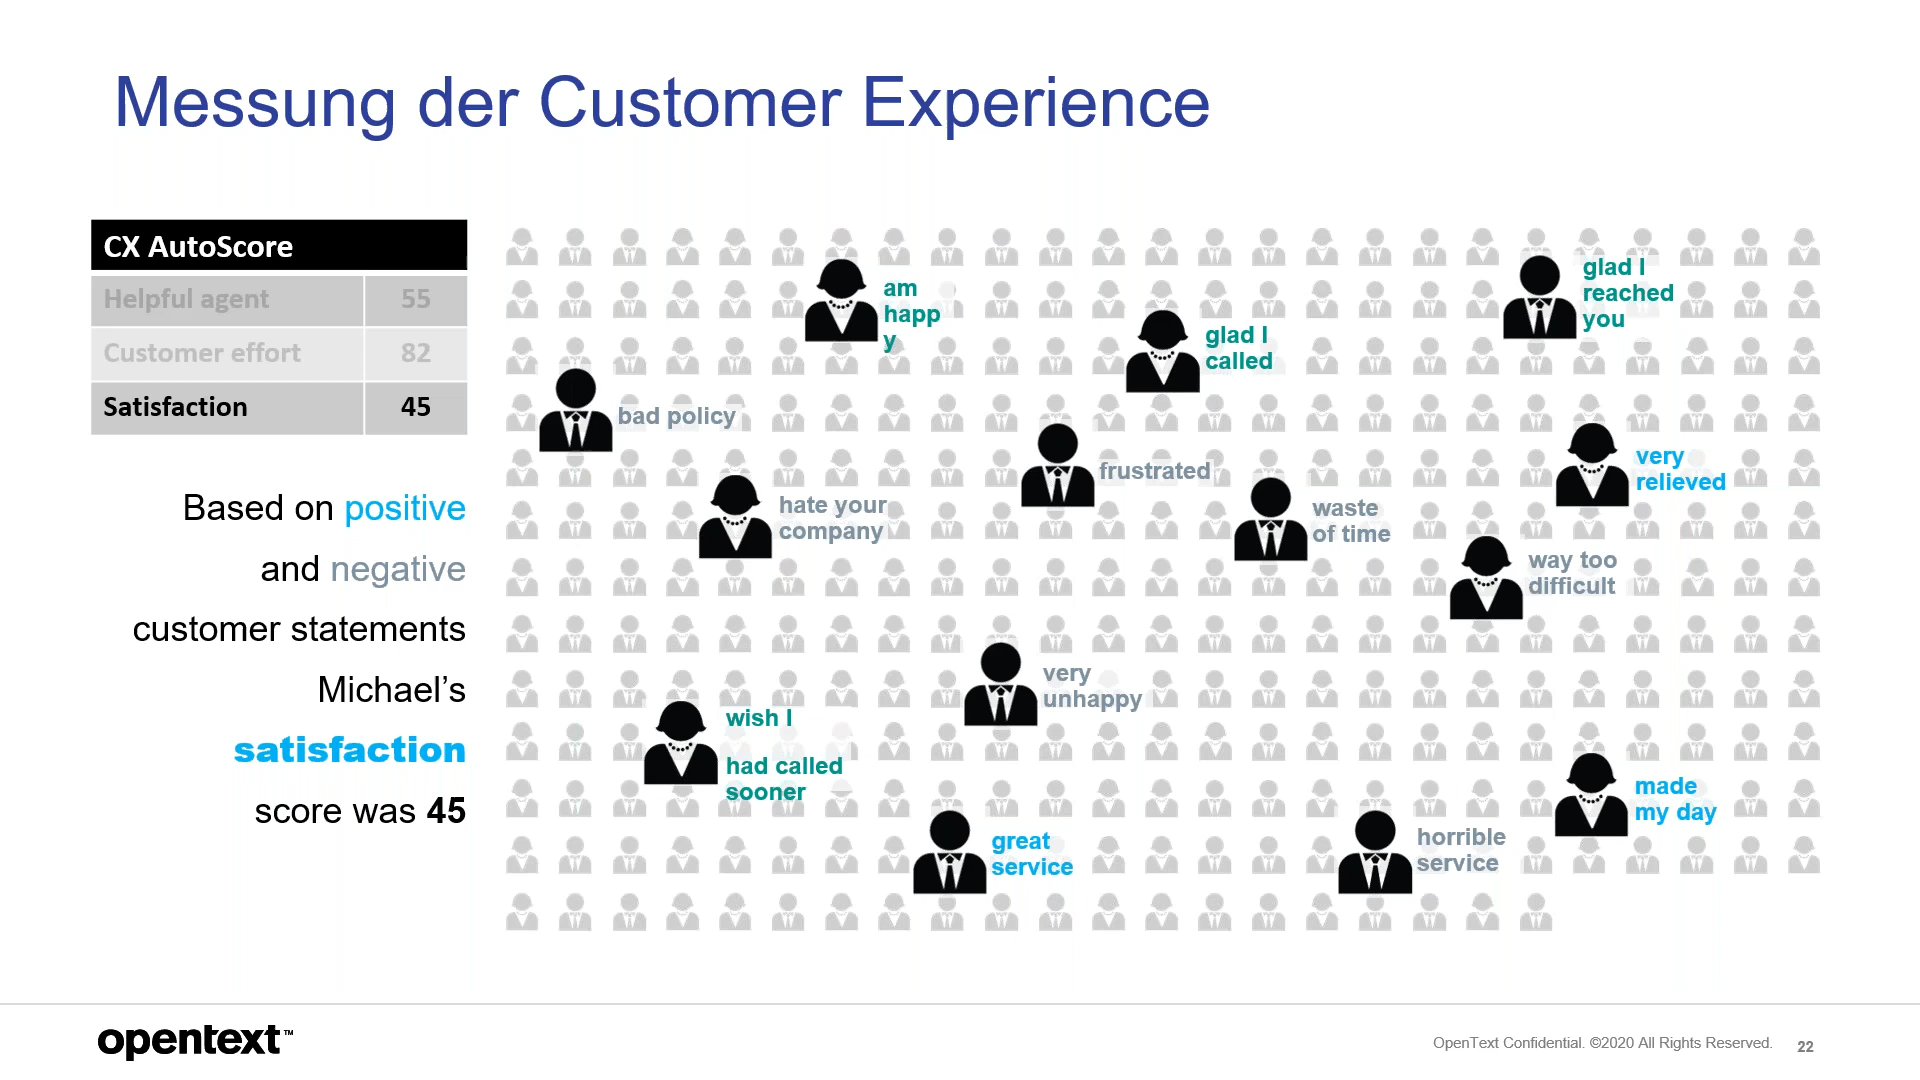 Messung der Customer Experience
CX AutoScore
Helpful agent 55
Customer effort 82
Satisfaction 45
Based on positive
and negative
customer statements
Michael’s
satisfaction
score was 45
am
happ
y
glad I
called
glad I
reached
you
bad policy
frustrated
very
relieved
hate your
company
waste
of time
way too
difficult
very
unhappy
wish I
had called
sooner
made
my day
great
service
horrible
service
opentext™
OpenText Confidential. ©2020 All Rights Reserved. 22